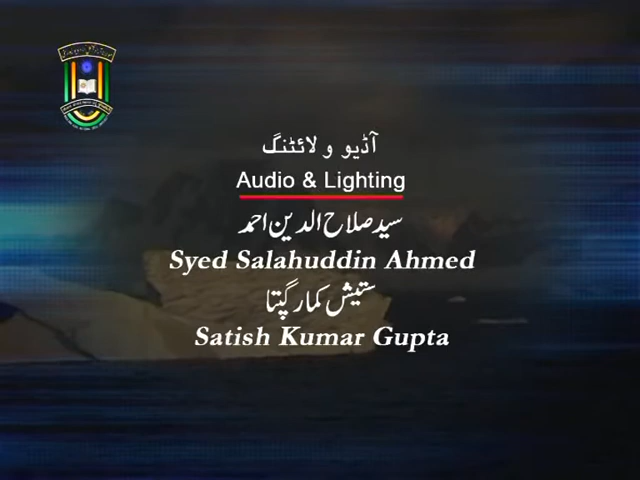 آڈیو و لائٹنگ
Audio & Lighting
سید صلاح الدین احمد
Syed Salahuddin Ahmed
ستیش کمار گپتا
Satish Kumar Gupta